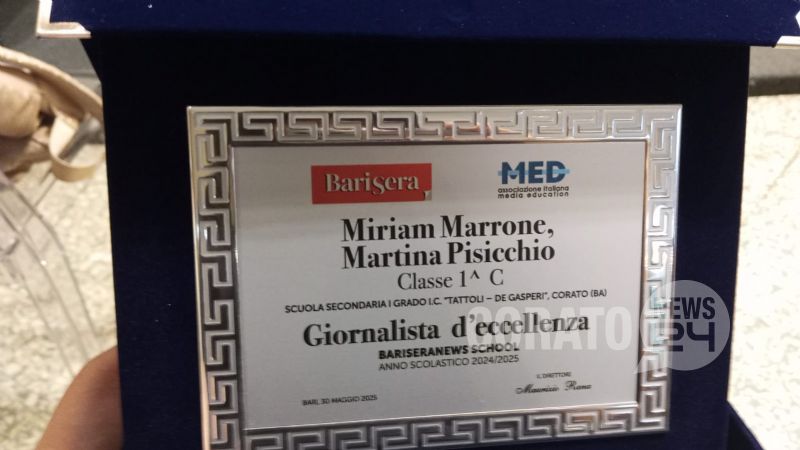 BariSera
MED
associazione italiana
media education
Miriam Marrone,
Martina Pisicchio
Classe 1^ C
SCUOLA SECONDARIA I GRADO I.C. "TATTOLI – DE GASPERI", CORATO (BA)
Giornalista d'eccellenza
BARISERANEWS SCHOOL
ANNO SCOLASTICO 2024/2025
IL DIRETTORE
BARI, 30 MAGGIO 2025
Maurizio Rana
CORATO
NEWS
24